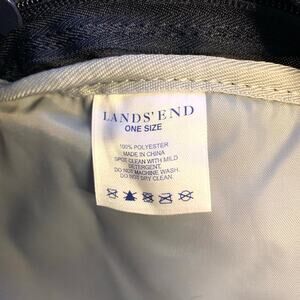 LANDS' END
ONE SIZE
100% POLYESTER
MADE IN CHINA
SPOT CLEAN WITH MILD
DETERGENT.
DO NOT MACHINE WASH.
DO NOT DRY CLEAN.